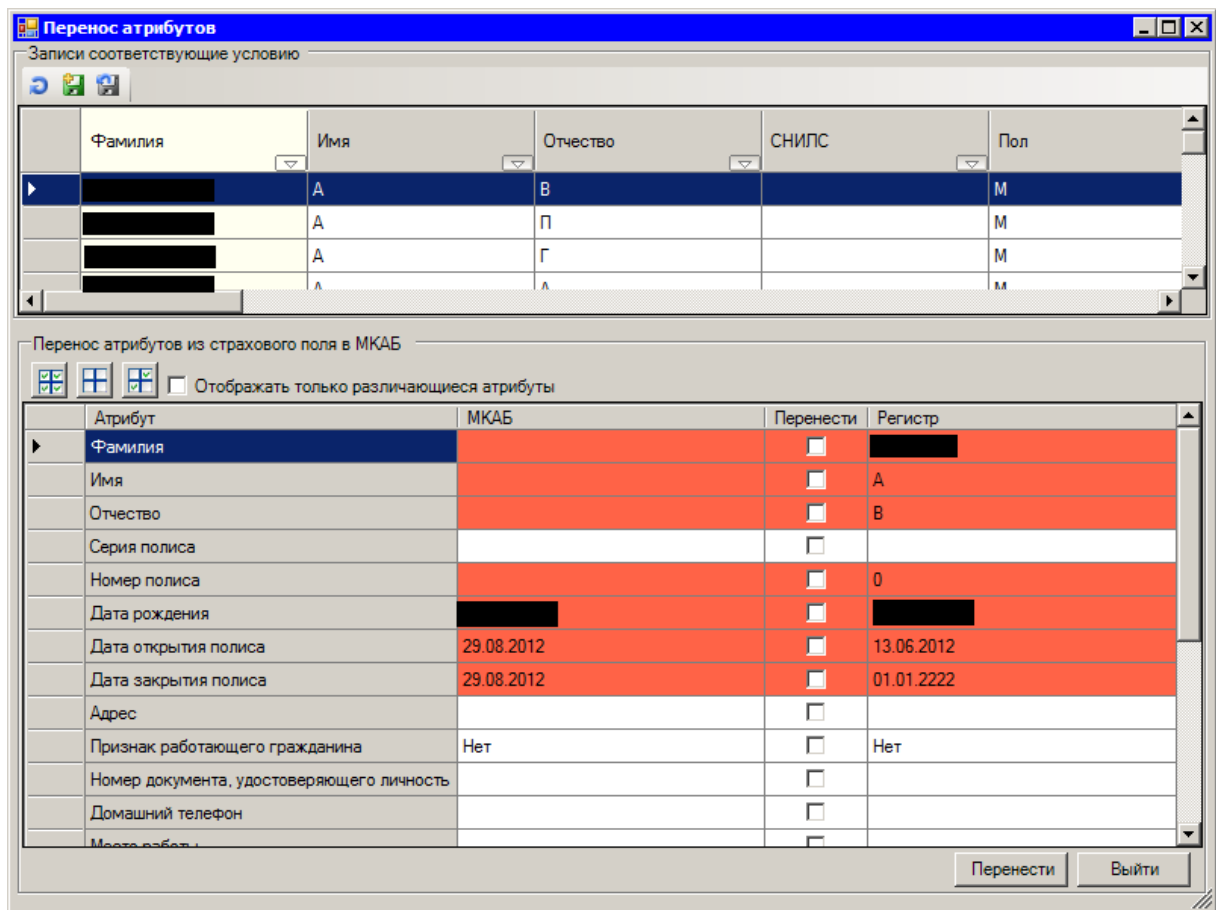 Перенос атрибутов
Записи соответствующие условию
Фамилия Имя Отчество СНИЛС Пол
А В М
А П М
А Г М
А А М
Перенос атрибутов из страхового поля в МКАБ
Отображать только различающиеся атрибуты
Атрибут МКАБ Перенести Регистр
Фамилия
Имя А
Отчество В
Серия полиса
Номер полиса 0
Дата рождения
Дата открытия полиса 29.08.2012 13.06.2012
Дата закрытия полиса 29.08.2012 01.01.2222
Адрес
Признак работающего гражданина Нет Нет
Номер документа, удостоверяющего личность
Домашний телефон
Место работы
Перенести Выйти